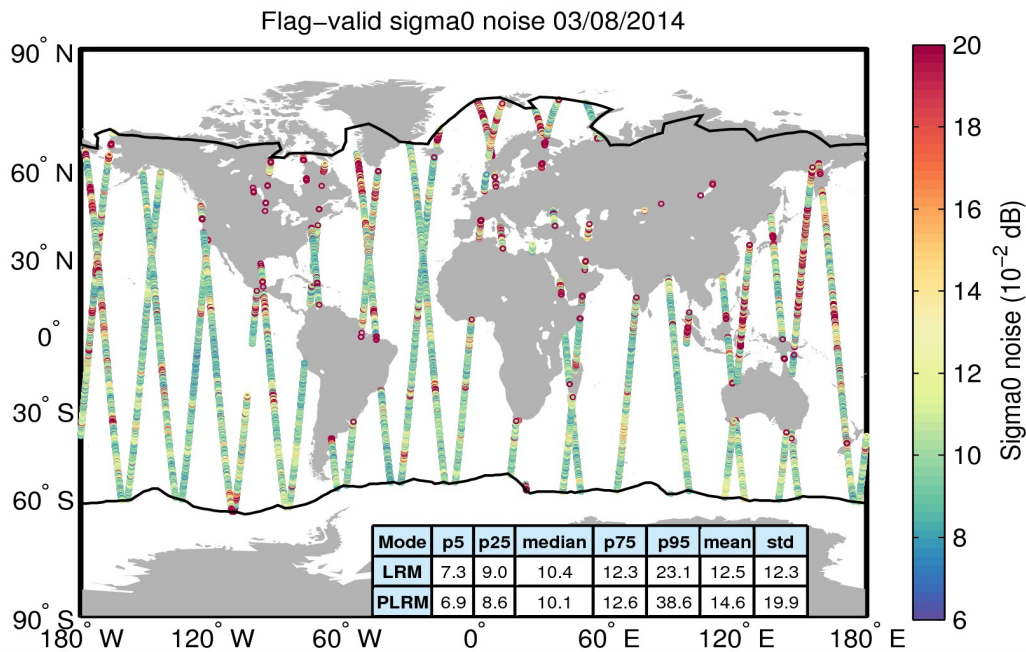 Flag−valid sigma0 noise 03/08/2014
90° N
60° N
30° N
0°
30° S
60° S
90° S
180° W
120° W
60° W
0°
60° E
120° E
180° E
Mode p5 p25 median p75 p95 mean std
LRM 7.3 9.0 10.4 12.3 23.1 12.5 12.3
PLRM 6.9 8.6 10.1 12.6 38.6 14.6 19.9
20
18
16
14
12
10
8
6
Sigma0 noise (10⁻² dB)